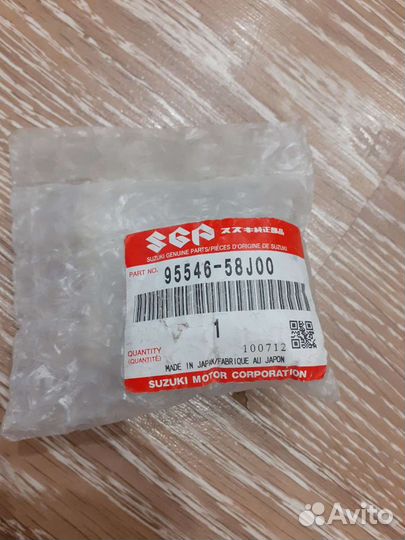 SGP スズキ純正部品
SUZUKI GENUINE PARTS/PIÈCES D'ORIGINE DE SUZUKI
PART NO. 95546-58J00
1
QUANTITY
(QUANTITÉ)
100712
MADE IN JAPAN/FABRIQUE AU JAPON
SUZUKI MOTOR CORPORATION
Avito